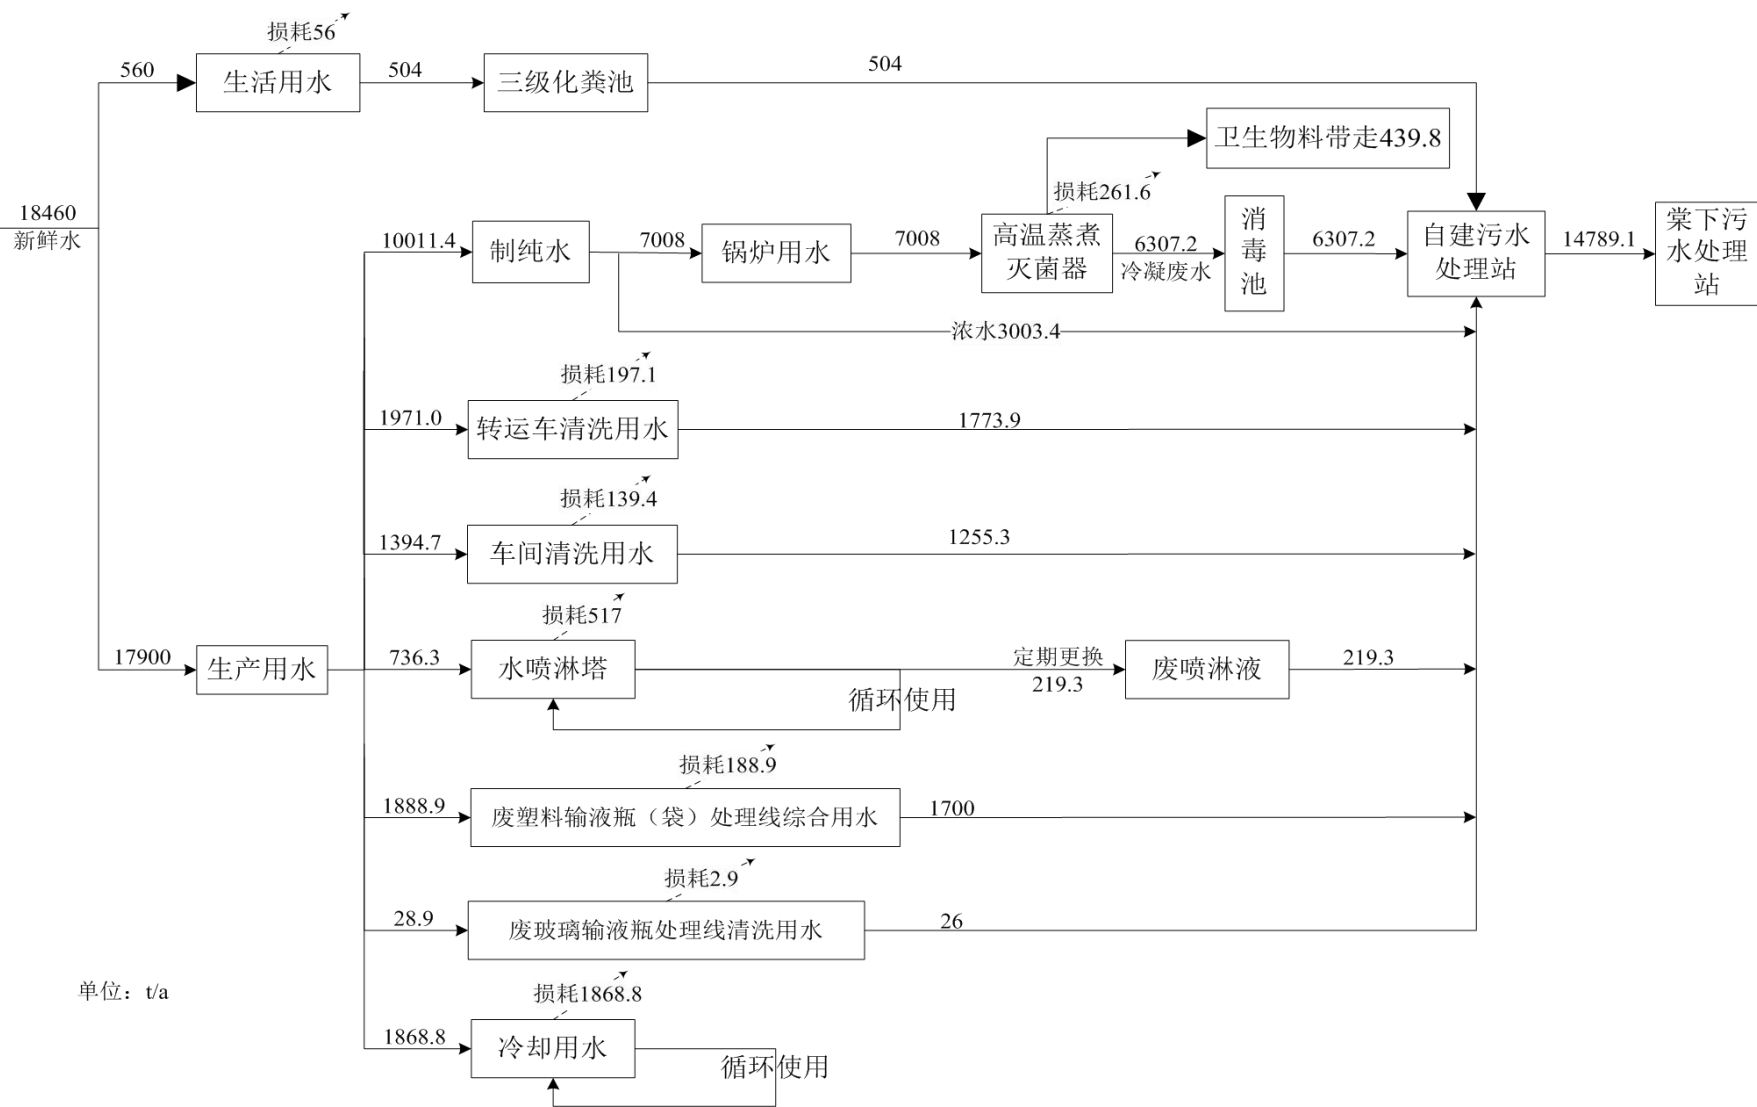 损耗56
560
生活用水
504
三级化粪池
504
卫生物料带走439.8
18460
新鲜水
损耗261.6
10011.4
制纯水
7008
锅炉用水
7008
高温蒸煮
灭菌器
6307.2
冷凝废水
消
毒
池
6307.2
自建污水
处理站
14789.1
棠下污
水处理
站
浓水3003.4
损耗197.1
1971.0
转运车清洗用水
1773.9
损耗139.4
1394.7
车间清洗用水
1255.3
损耗517
17900
生产用水
736.3
水喷淋塔
循环使用
定期更换
219.3
废喷淋液
219.3
损耗188.9
1888.9
废塑料输液瓶（袋）处理线综合用水
1700
损耗2.9
28.9
废玻璃输液瓶处理线清洗用水
26
单位：t/a
损耗1868.8
1868.8
冷却用水
循环使用